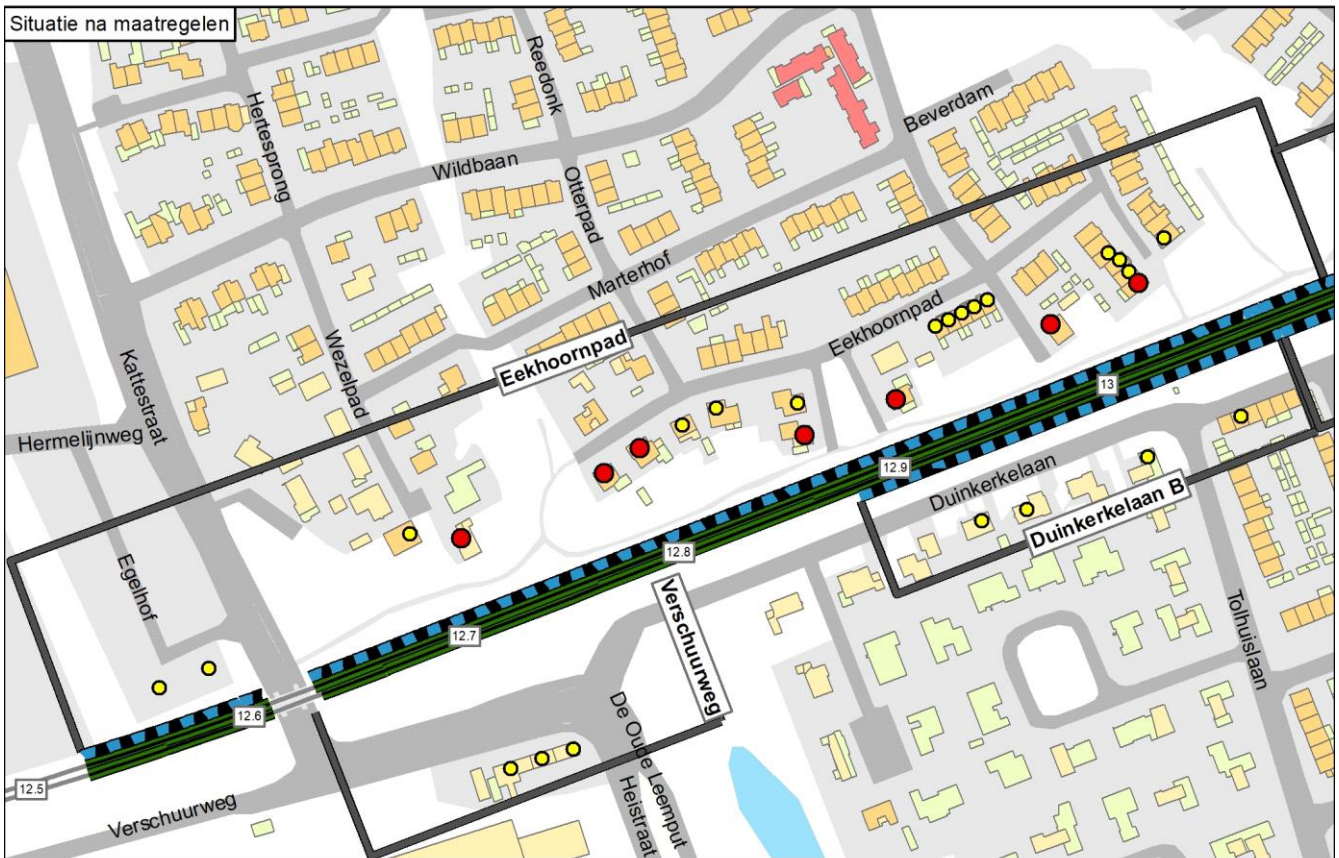 Situatie na maatregelen
Reedonk
Hertesprong
Beverdam
Wildbaan
Otterpad
Marterhof
Eekhoornpad
Eekhoornpad
Wezelpad
Kattestraat
Hermelijnweg
13
12.9
Duinkerkelaan
Duinkerkelaan B
12.8
Egelhof
Verschuurweg
12.7
Tolhuislaan
12.6
De Oude Leemput
Heistraat
12.5
Verschuurweg